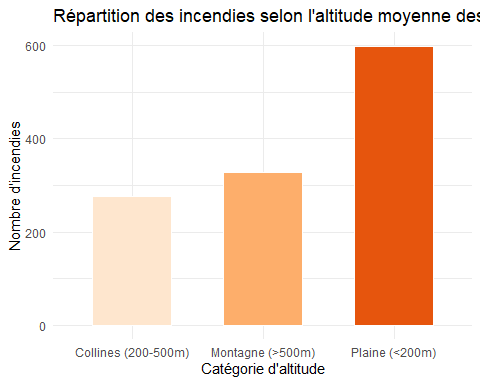 Répartition des incendies selon l'altitude moyenne des
600
400
200
0
Nombre d'incendies
Collines (200-500m) Montagne (>500m) Plaine (<200m)
Catégorie d'altitude